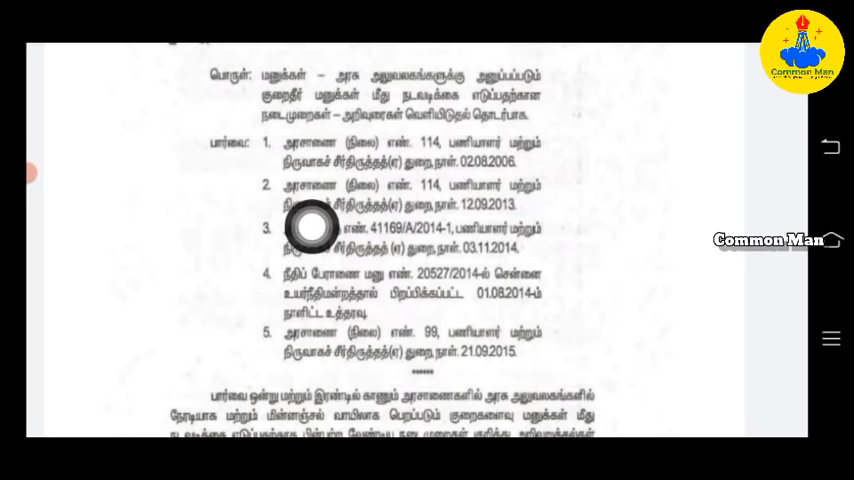 Common Man
பொருள்: மனுக்கள் – அரசு அலுவலகங்களுக்கு அனுப்பப்படும்
குறைதீர் மனுக்கள் மீது நடவடிக்கை எடுப்பதற்கான
நடைமுறைகள் – அறிவுரைகள் வெளியிடுதல் தொடர்பாக.
பார்வை: 1. அரசாணை (நிலை) எண். 114, பணியாளர் மற்றும்
நிருவாகச் சீர்திருத்தத்(ஏ) துறை, நாள். 02.08.2006.
2. அரசாணை (நிலை) எண். 114, பணியாளர் மற்றும்
சீர்திருத்தத்(ஏ) துறை, நாள். 12.09.2013.
3. எண். 41169/A/2014-1, பணியாளர் மற்றும்
சீர்திருத்தத் (ஏ) துறை, நாள். 03.11.2014.
Common Man
4. நீதிப் பேராணை மனு எண். 20527/2014-ல் சென்னை
உயர்நீதிமன்றத்தால் பிறப்பிக்கப்பட்ட 01.08.2014-ம்
நாளிட்ட உத்தரவு.
5. அரசாணை (நிலை) எண். 99, பணியாளர் மற்றும்
நிருவாகச் சீர்திருத்தத்(ஏ) துறை, நாள். 21.09.2015.
******
பார்வை ஒன்று மற்றும் இரண்டில் காணும் அரசாணைகளில் அரசு அலுவலகங்களில்
நேரடியாக மற்றும் மின்னஞ்சல் வாயிலாக பெறப்படும் குறைகளைவு மனுக்கள் மீது